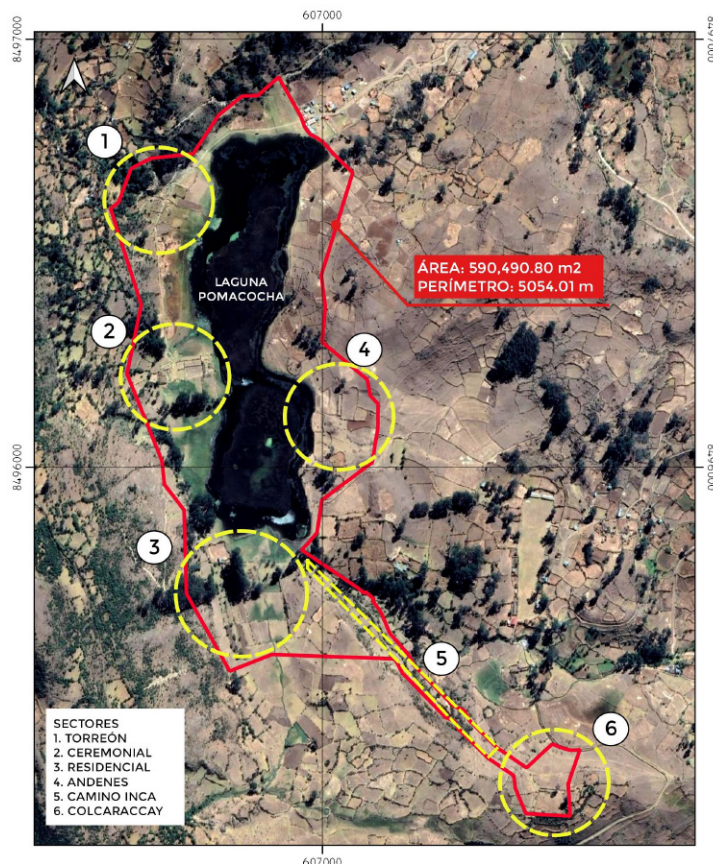 607000
8497000
8497000
1
ÁREA: 590,490.80 m2
PERÍMETRO: 5054.01 m
LAGUNA
POMACOCHA
2
4
8496000
8496000
3
5
6
SECTORES
1. TORREÓN
2. CEREMONIAL
3. RESIDENCIAL
4. ANDENES
5. CAMINO INCA
6. COLCARACCAY
607000